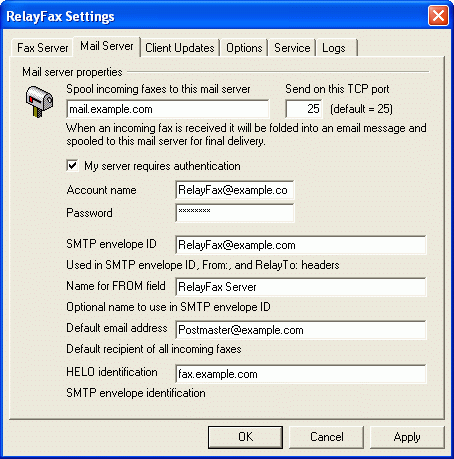 RelayFax Settings
Fax Server Mail Server Client Updates Options Service Logs
Mail server properties
Spool incoming faxes to this mail server Send on this TCP port
mail.example.com 25 (default = 25)
When an incoming fax is received it will be folded into an email message and
spooled to this mail server for final delivery.
My server requires authentication
Account name RelayFax@example.co
Password ********
SMTP envelope ID RelayFax@example.com
Used in SMTP envelope ID, From:, and RelayTo: headers
Name for FROM field RelayFax Server
Optional name to use in SMTP envelope ID
Default email address Postmaster@example.com
Default recipient of all incoming faxes
HELO identification fax.example.com
SMTP envelope identification
OK Cancel Apply